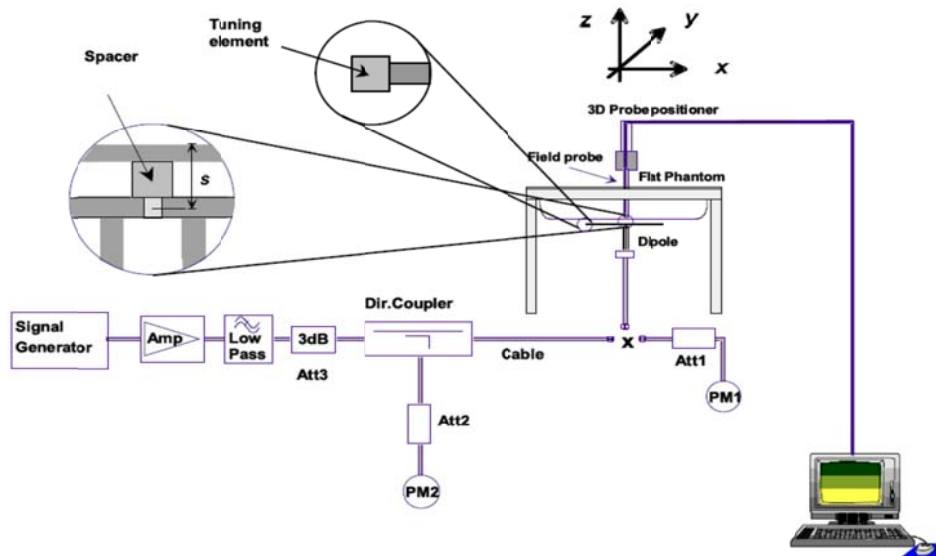 Tuning
element
Spacer
z
y
x
3D Probepositioner
Field probe
Flat Phantom
s
Dipole
Dir.Coupler
Signal
Generator
Amp
Low
Pass
3dB
Att3
Cable
x
Att1
PM1
Att2
PM2